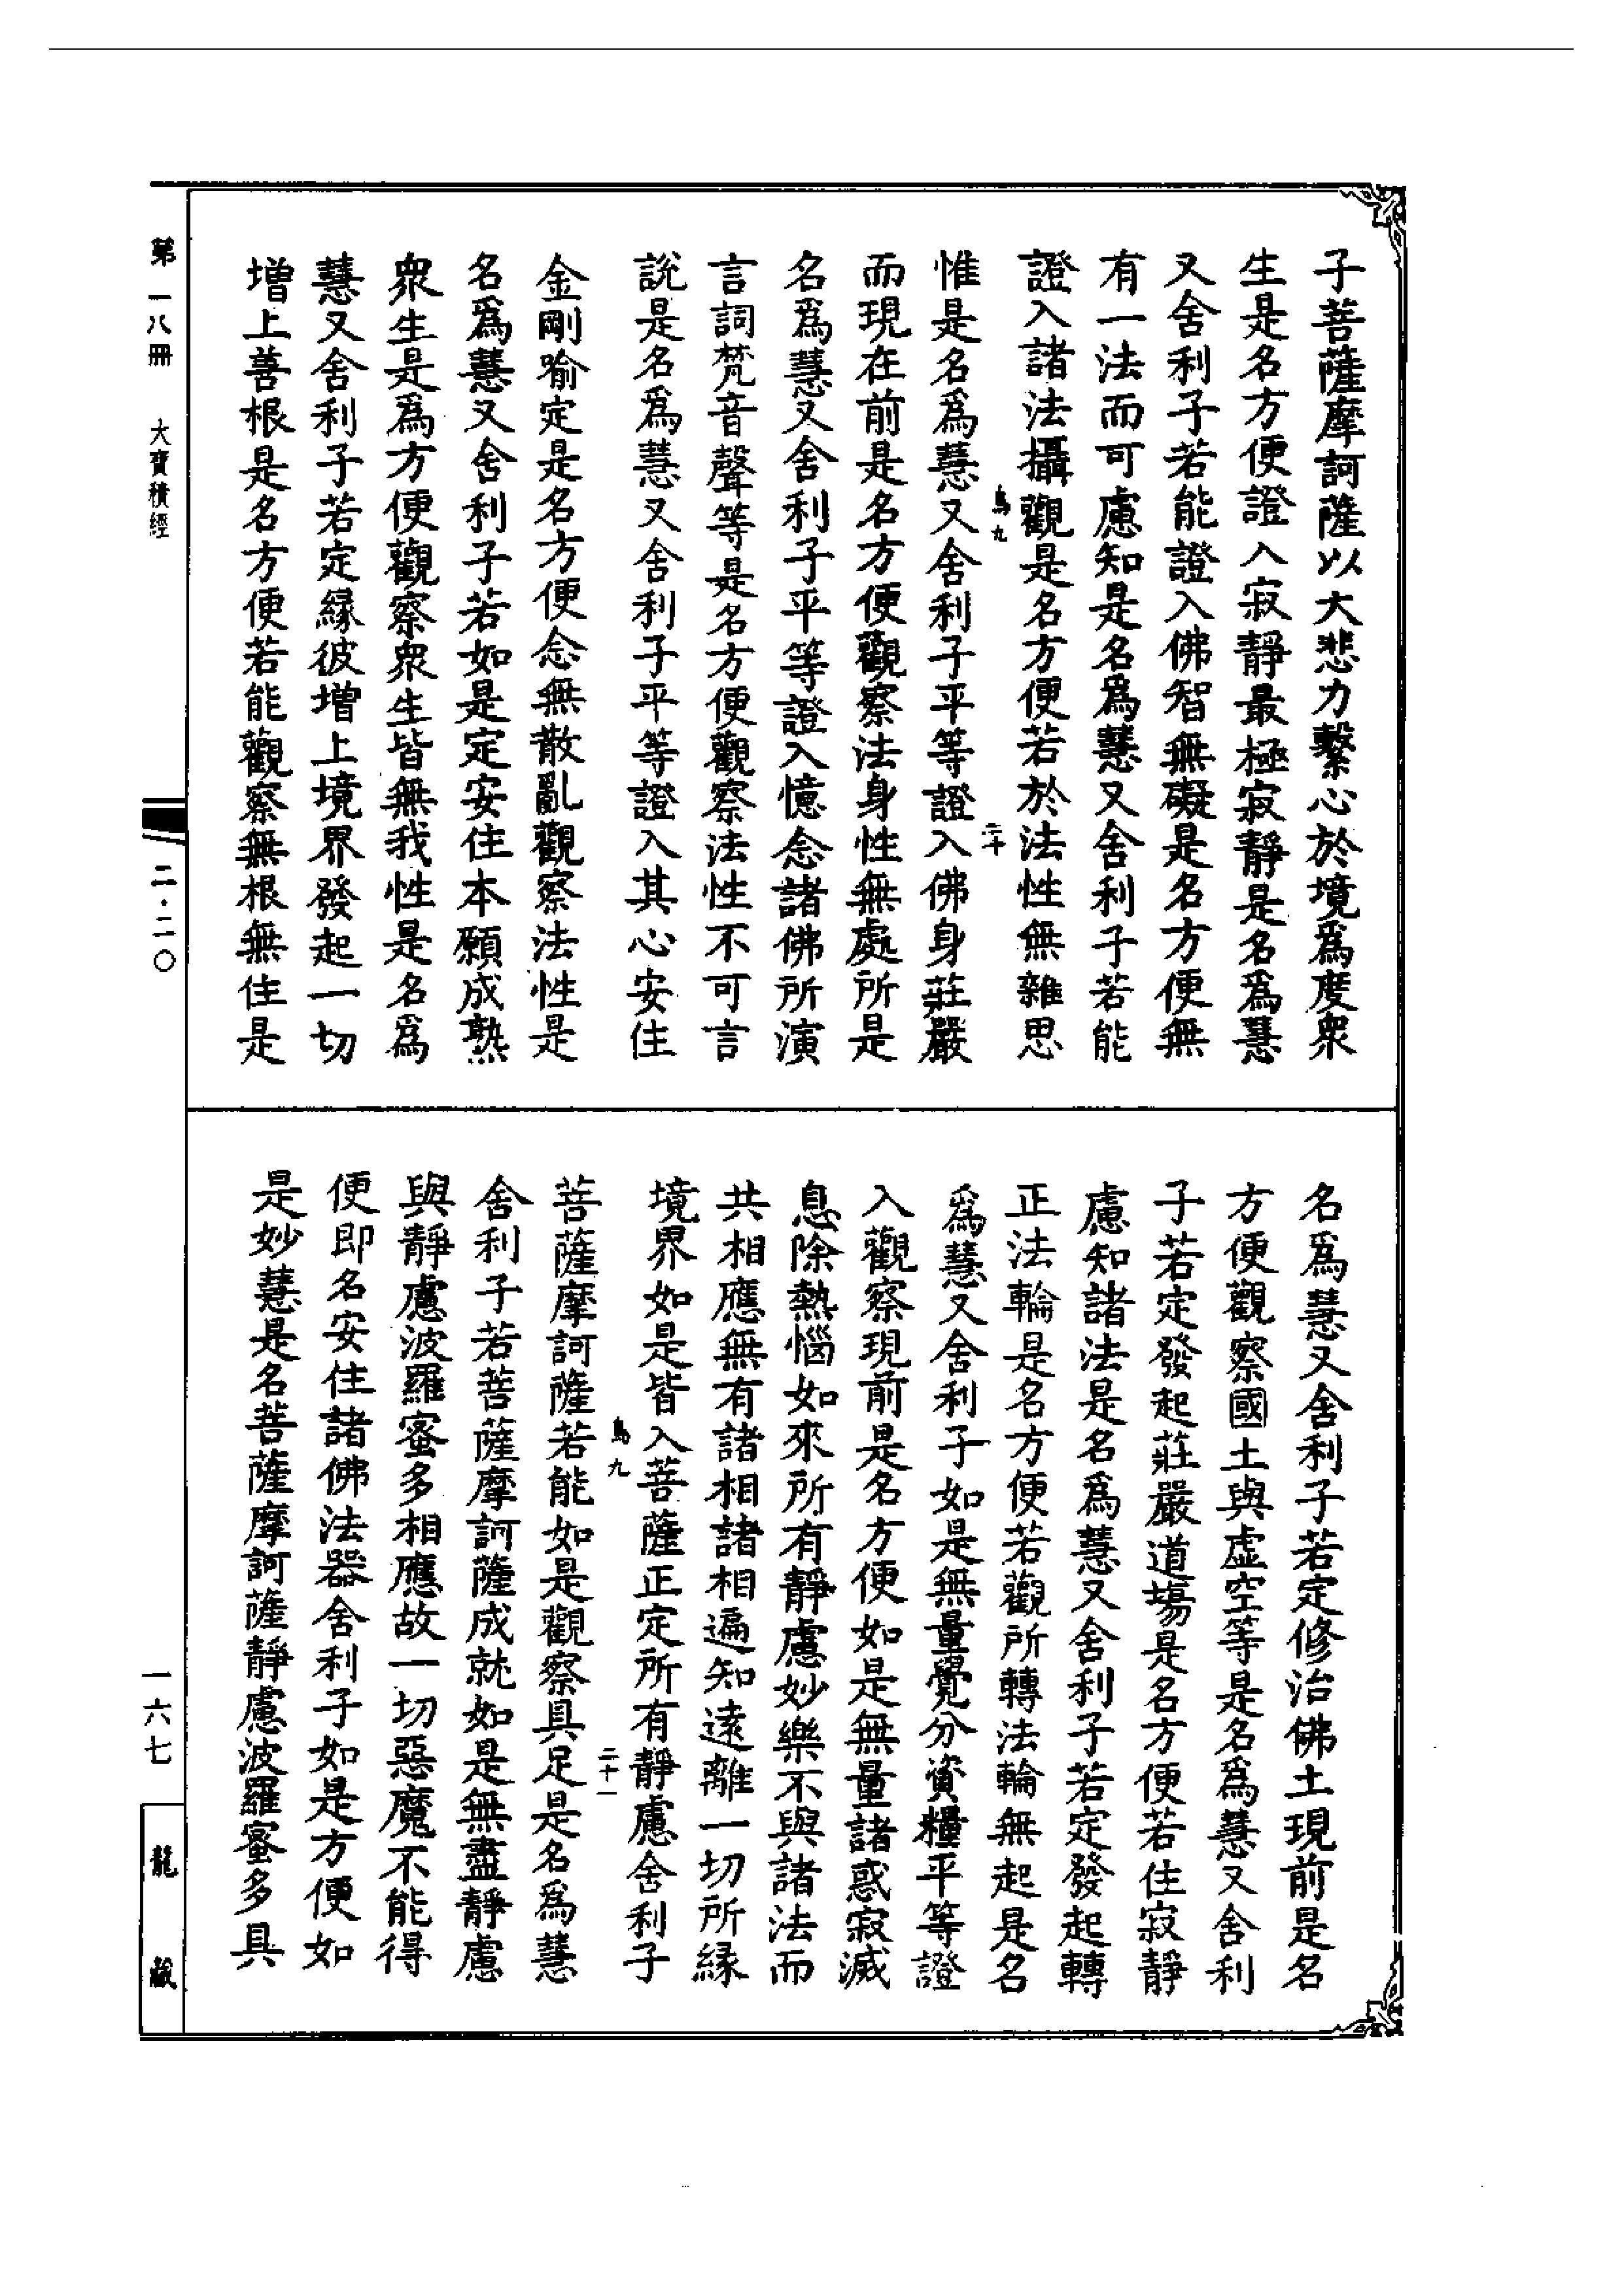 子菩薩摩訶薩以大悲力繫心於境爲度衆
生是名方便證入寂靜最極寂靜是名爲慧
又舍利子若能證入佛智無礙是名方便無
有一法而可慮知是名爲慧又舍利子若能
證入諸法攝觀是名方便若於法性無雜思
鳥九
二十
惟是名爲慧又舍利子平等證入佛身莊嚴
而現在前是名方便觀察法身性無處所是
名爲慧又舍利子平等證入憶念諸佛所演
言詞梵音聲等是名方便觀察法性不可言
說是名爲慧又舍利子平等證入其心安住
金剛喻定是名方便念無散亂觀察法性是
名爲慧又舍利子若如是定安住本願成熟
衆生是爲方便觀察衆生皆無我性是名爲
慧又舍利子若定緣彼增上境界發起一切
增上善根是名方便若能觀察無根無住是
名爲慧又舍利子若定修治佛土現前是名
方便觀察國土與虛空等是名爲慧又舍利
子若定發起莊嚴道場是名方便若住寂靜
慮知諸法是名爲慧又舍利子若定發起轉
正法輪是名方便若觀所轉法輪無起是名
爲慧又舍利子如是無量覺分資糧平等證
入觀察現前是名方便如是無量諸惑寂滅
息除熱惱如來所有靜慮妙樂不與諸法而
共相應無有諸相諸相遍知遠離一切所緣
境界如是皆入菩薩正定所有靜慮舍利子
鳥九
二十一
菩薩摩訶薩若能如是觀察具足是名爲慧
舍利子若菩薩摩訶薩成就如是無盡靜慮
與靜慮波羅蜜多相應故一切惡魔不能得
便即名安住諸佛法器舍利子如是方便如
是妙慧是名菩薩摩訶薩靜慮波羅蜜多具
第一八冊 大寶積經
二·二〇
一六七
龍藏